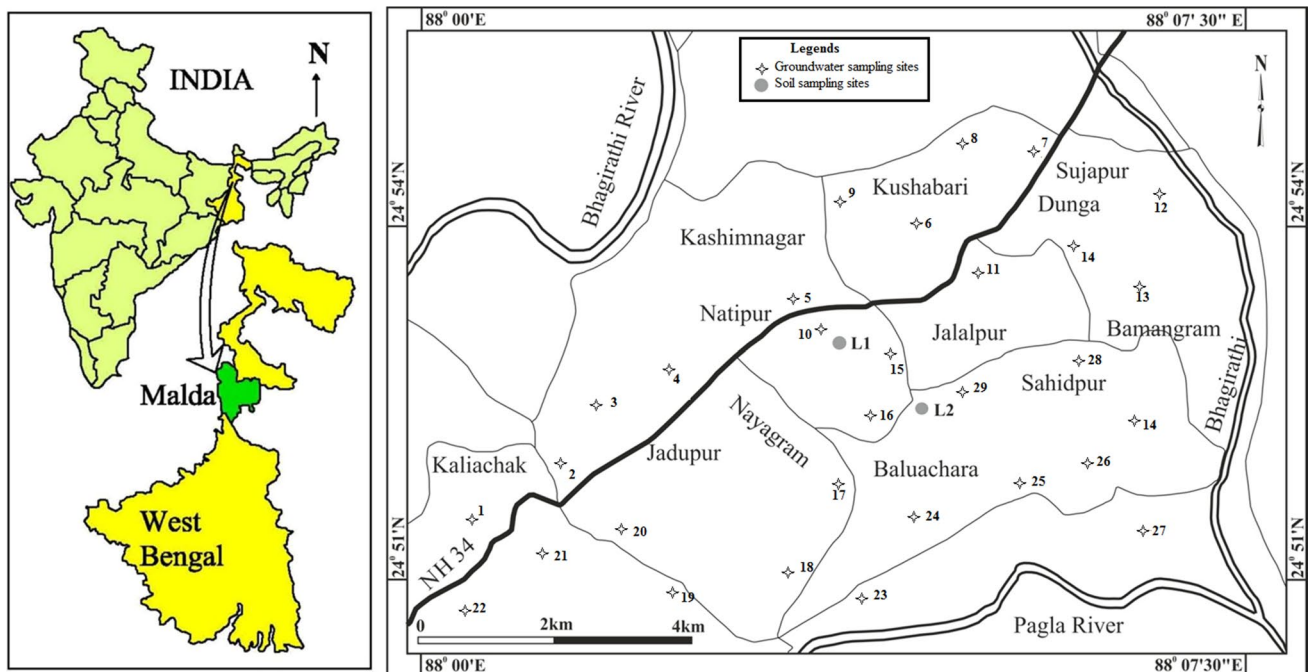 INDIA
N
Malda
West
Bengal
88° 00'E
88° 07' 30" E
Legends
Groundwater sampling sites
Soil sampling sites
N
Bhagirathi River
24° 54' N
24° 54' N
8
7
Kushabari
Sujapur
9
12
Dunga
6
Kashimnagar
14
11
13
5
Natipur
10
Jalalpur
Bamangram
L1
15
28
4
29
Sahidpur
3
L2
16
14
Nayagram
Bhagirathi
Jadupur
Kaliachak
2
Baluachara
26
17
25
1
24
20
27
21
NH 34
24° 51'N
24° 51'N
18
19
23
22
Pagla River
0
2km
4km
88° 00'E
88° 07'30" E